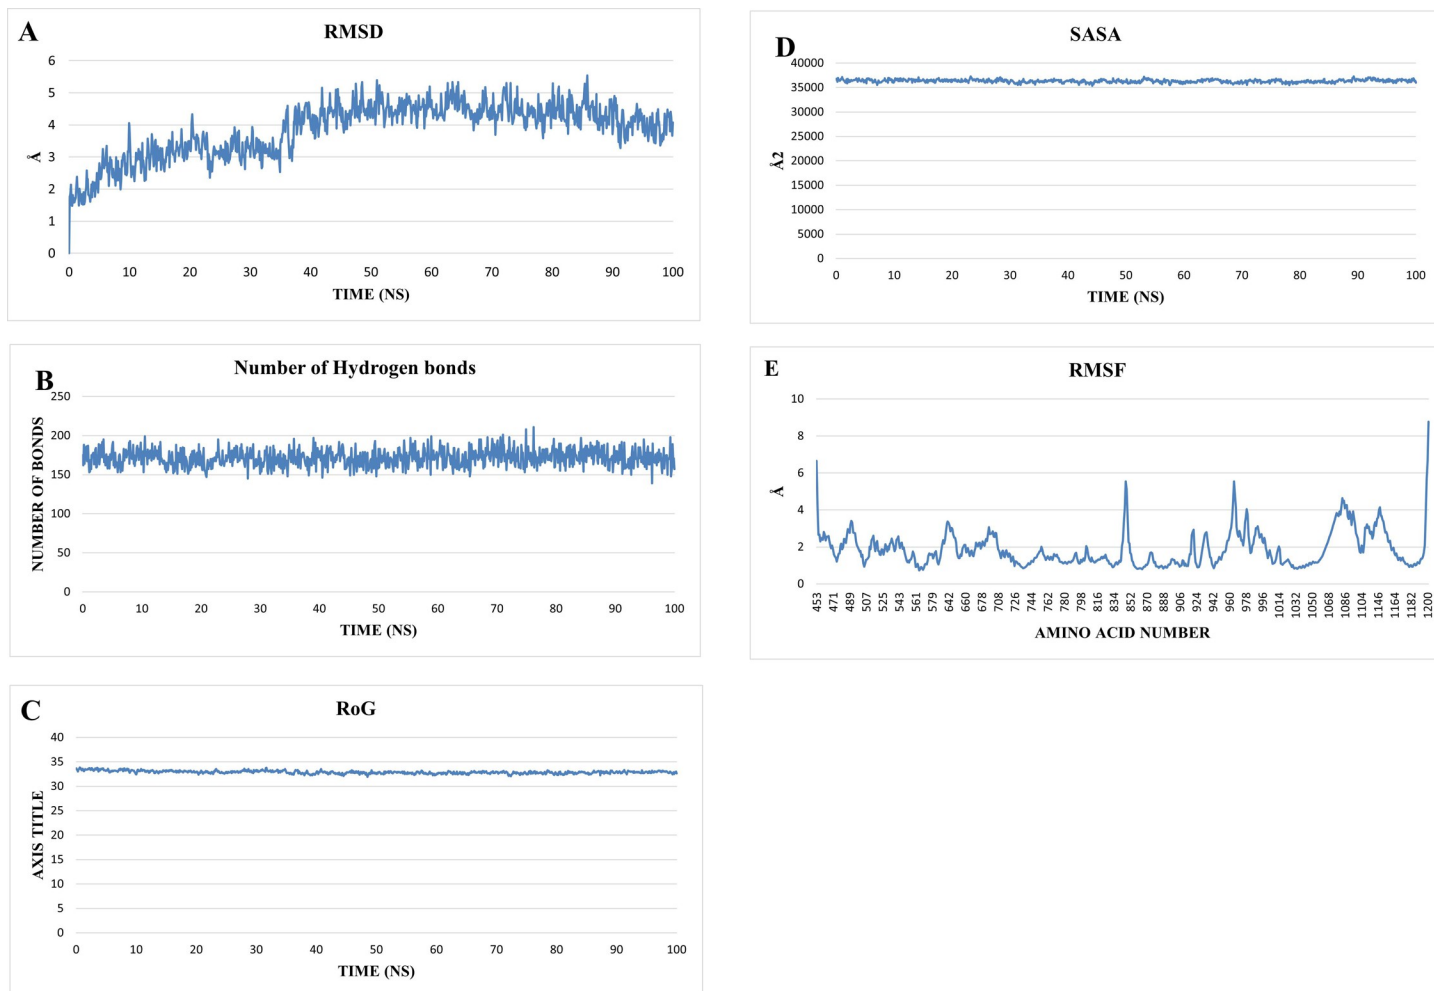 A
RMSD
6
5
4
3
2
1
0
Å
0 10 20 30 40 50 60 70 80 90 100
TIME (NS)
B
Number of Hydrogen bonds
250
200
150
100
50
0
NUMBER OF BONDS
0 10 20 30 40 50 60 70 80 90 100
TIME (NS)
C
RoG
40
35
30
25
20
15
10
5
0
AXIS TITLE
0 10 20 30 40 50 60 70 80 90 100
TIME (NS)
D
SASA
40000
35000
30000
25000
20000
15000
10000
5000
0
Å2
0 10 20 30 40 50 60 70 80 90 100
TIME (NS)
E
RMSF
10
8
6
4
2
0
Å
453 471 489 507 525 543 561 579 642 660 678 708 726 744 762 780 798 816 834 852 870 888 906 924 942 960 978 996 1014 1032 1050 1068 1086 1104 1146 1164 1182 1200
AMINO ACID NUMBER